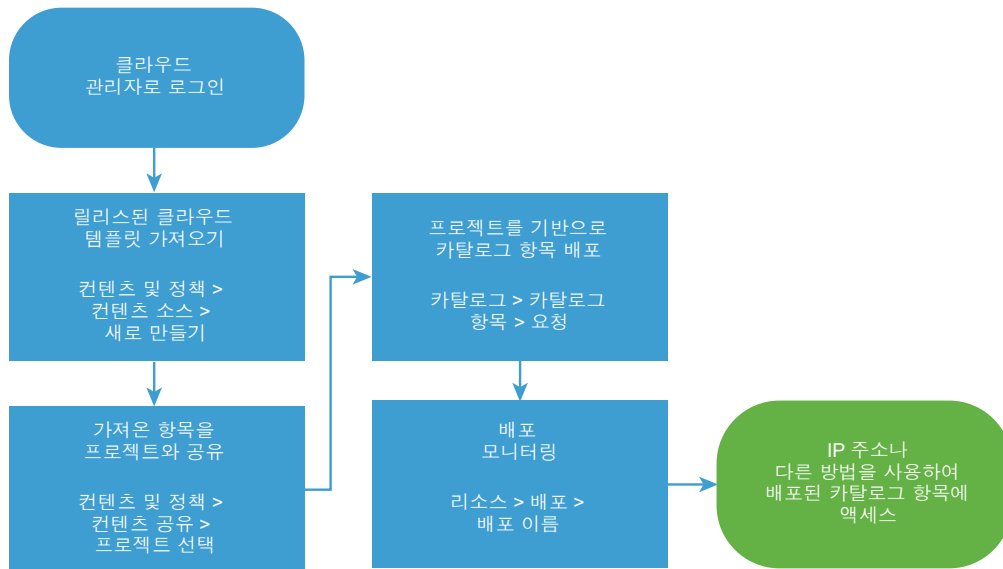 클라우드
관리자로 로그인
릴리스된 클라우드
템플릿 가져오기
컨텐츠 및 정책 >
컨텐츠 소스 >
새로 만들기
가져온 항목을
프로젝트와 공유
컨텐츠 및 정책 >
컨텐츠 공유 >
프로젝트 선택
프로젝트를 기반으로
카탈로그 항목 배포
카탈로그 > 카탈로그
항목 > 요청
배포
모니터링
리소스 > 배포 >
배포 이름
IP 주소나
다른 방법을 사용하여
배포된 카탈로그 항목에
액세스